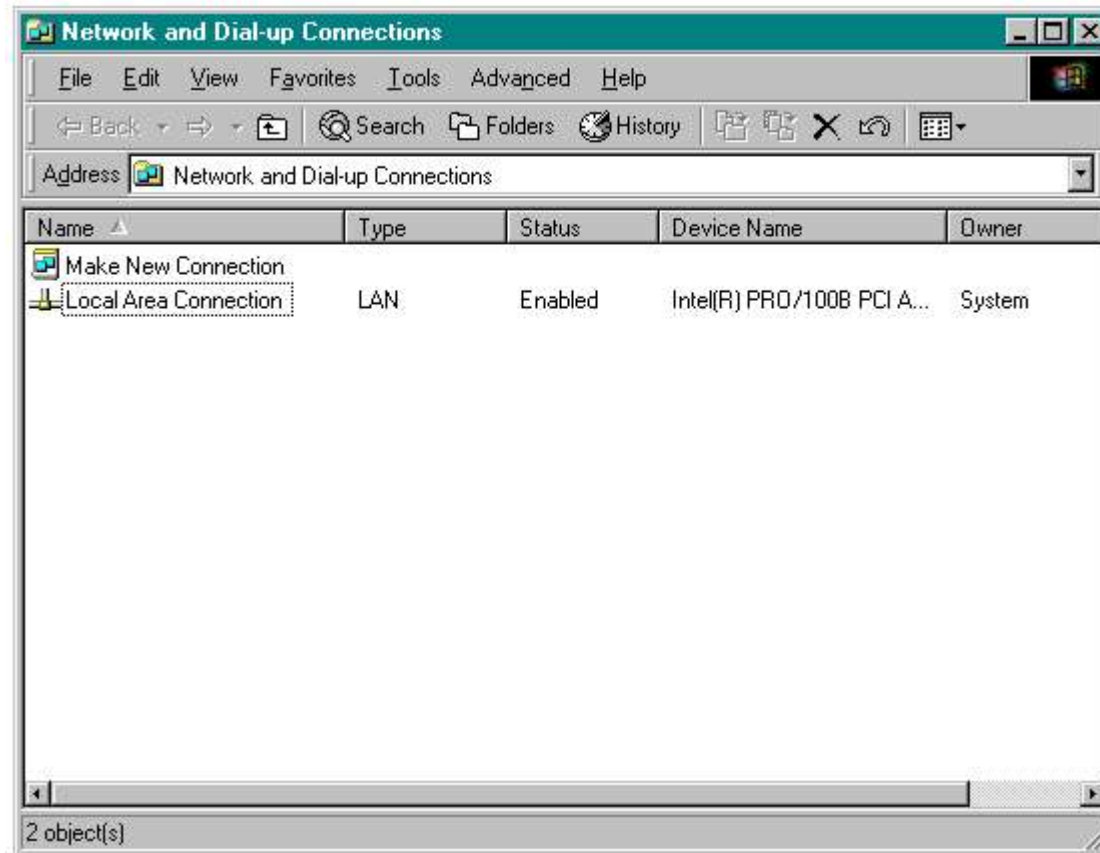 Network and Dial-up Connections
File Edit View Favorites Tools Advanced Help
Back Search Folders History
Address Network and Dial-up Connections
Name Type Status Device Name Owner
Make New Connection
Local Area Connection LAN Enabled Intel(R) PRO/100B PCI A... System
2 object(s)